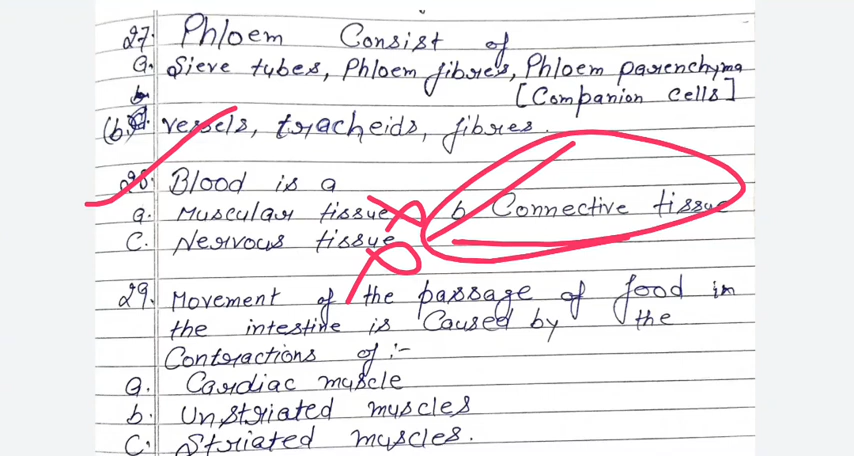 27. Phloem Consist of
a. Sieve tubes, Phloem fibres, Phloem parenchyma
[Companion cells]
(b) vessels, tracheids, fibres.
28. Blood is a
a. Muscular tissue b. Connective tissue
C. Nervous tissue
29. Movement of the passage of food in
the intestine is Caused by the
Contractions of :-
a. Cardiac muscle
b. Unstriated muscles
C. Striated muscles.